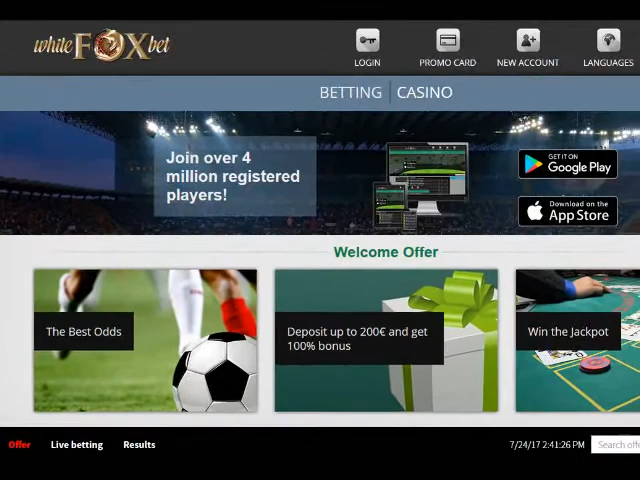 whiteFOXbet
LOGIN
PROMO CARD
NEW ACCOUNT
LANGUAGES
BETTING
CASINO
Join over 4
million registered
players!
GET IT ON
Google Play
Download on the
App Store
Welcome Offer
The Best Odds
Deposit up to 200€ and get
100% bonus
Win the Jackpot
Offer
Live betting
Results
7/24/17 2:41:26 PM
Search offe